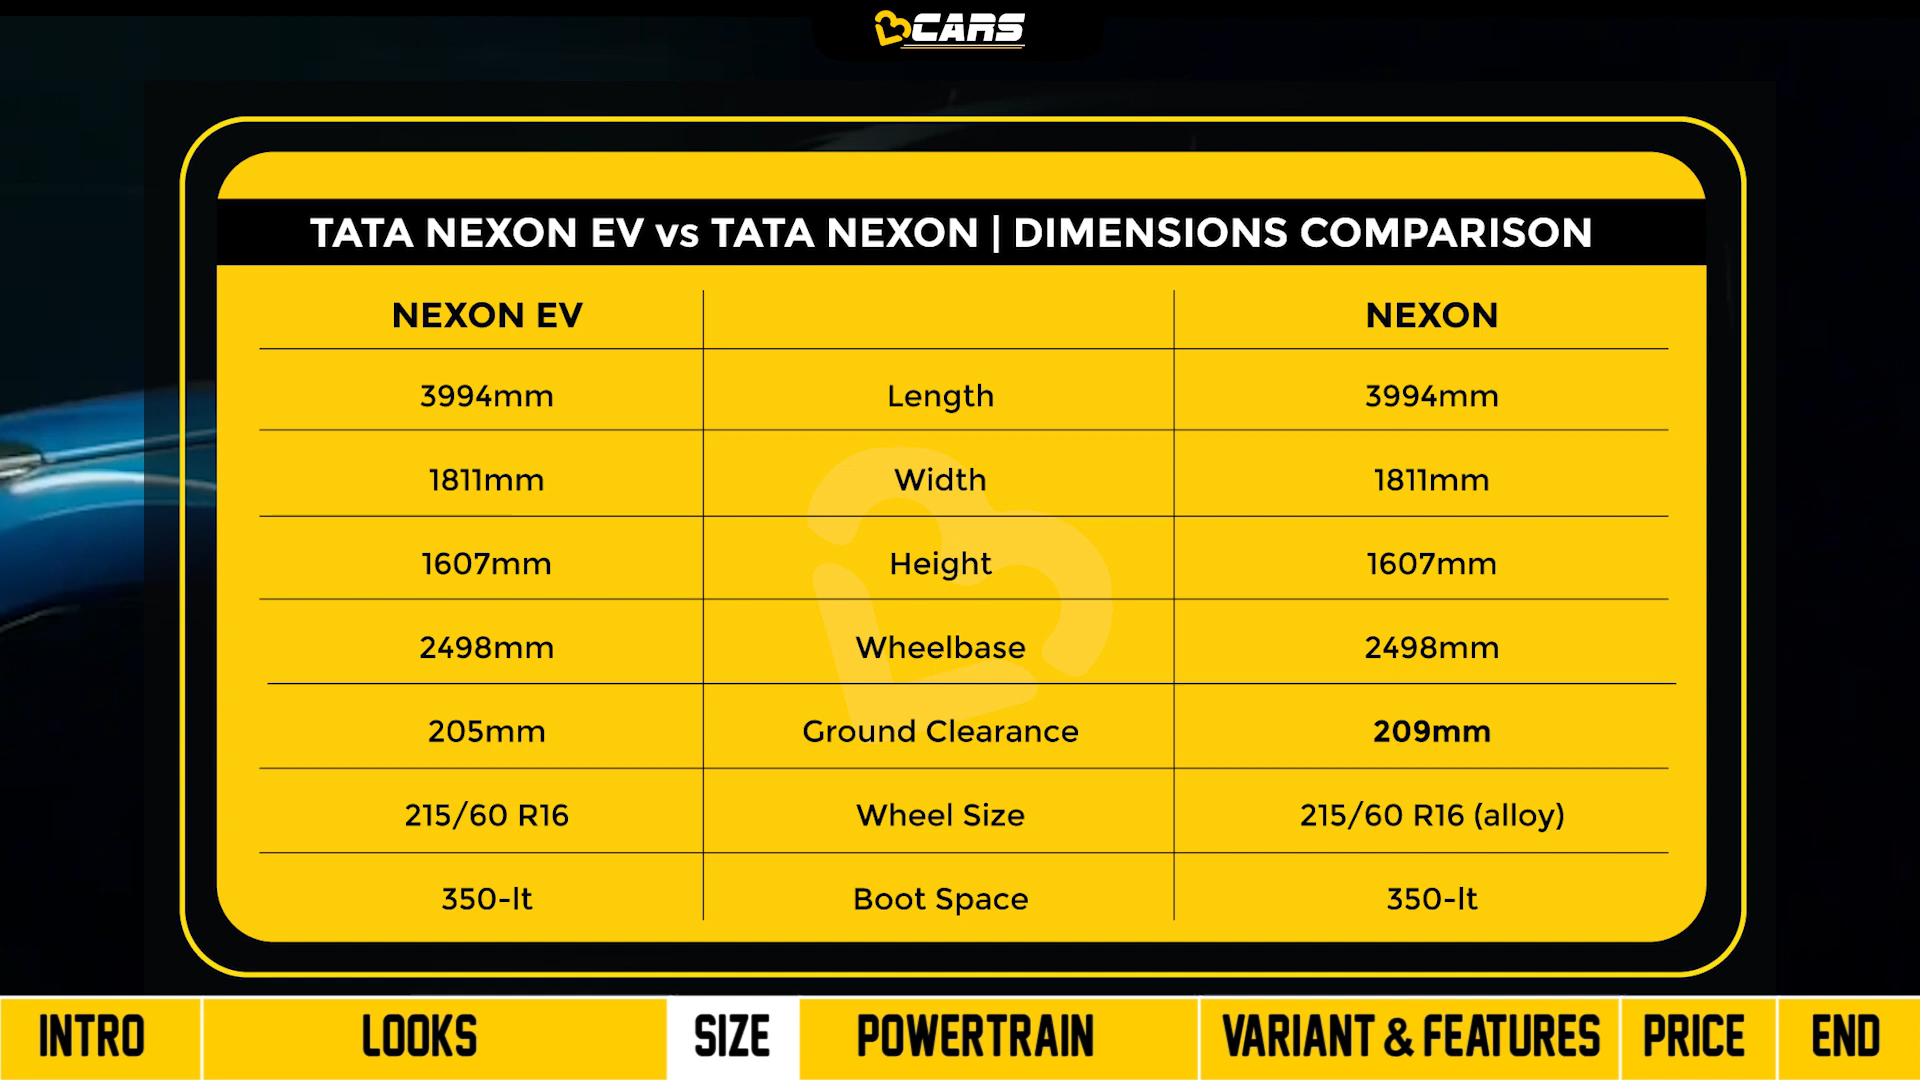 CARS
TATA NEXON EV vs TATA NEXON | DIMENSIONS COMPARISON
NEXON EV NEXON
3994mm Length 3994mm
1811mm Width 1811mm
1607mm Height 1607mm
2498mm Wheelbase 2498mm
205mm Ground Clearance 209mm
215/60 R16 Wheel Size 215/60 R16 (alloy)
350-lt Boot Space 350-lt
INTRO LOOKS SIZE POWERTRAIN VARIANT & FEATURES PRICE END